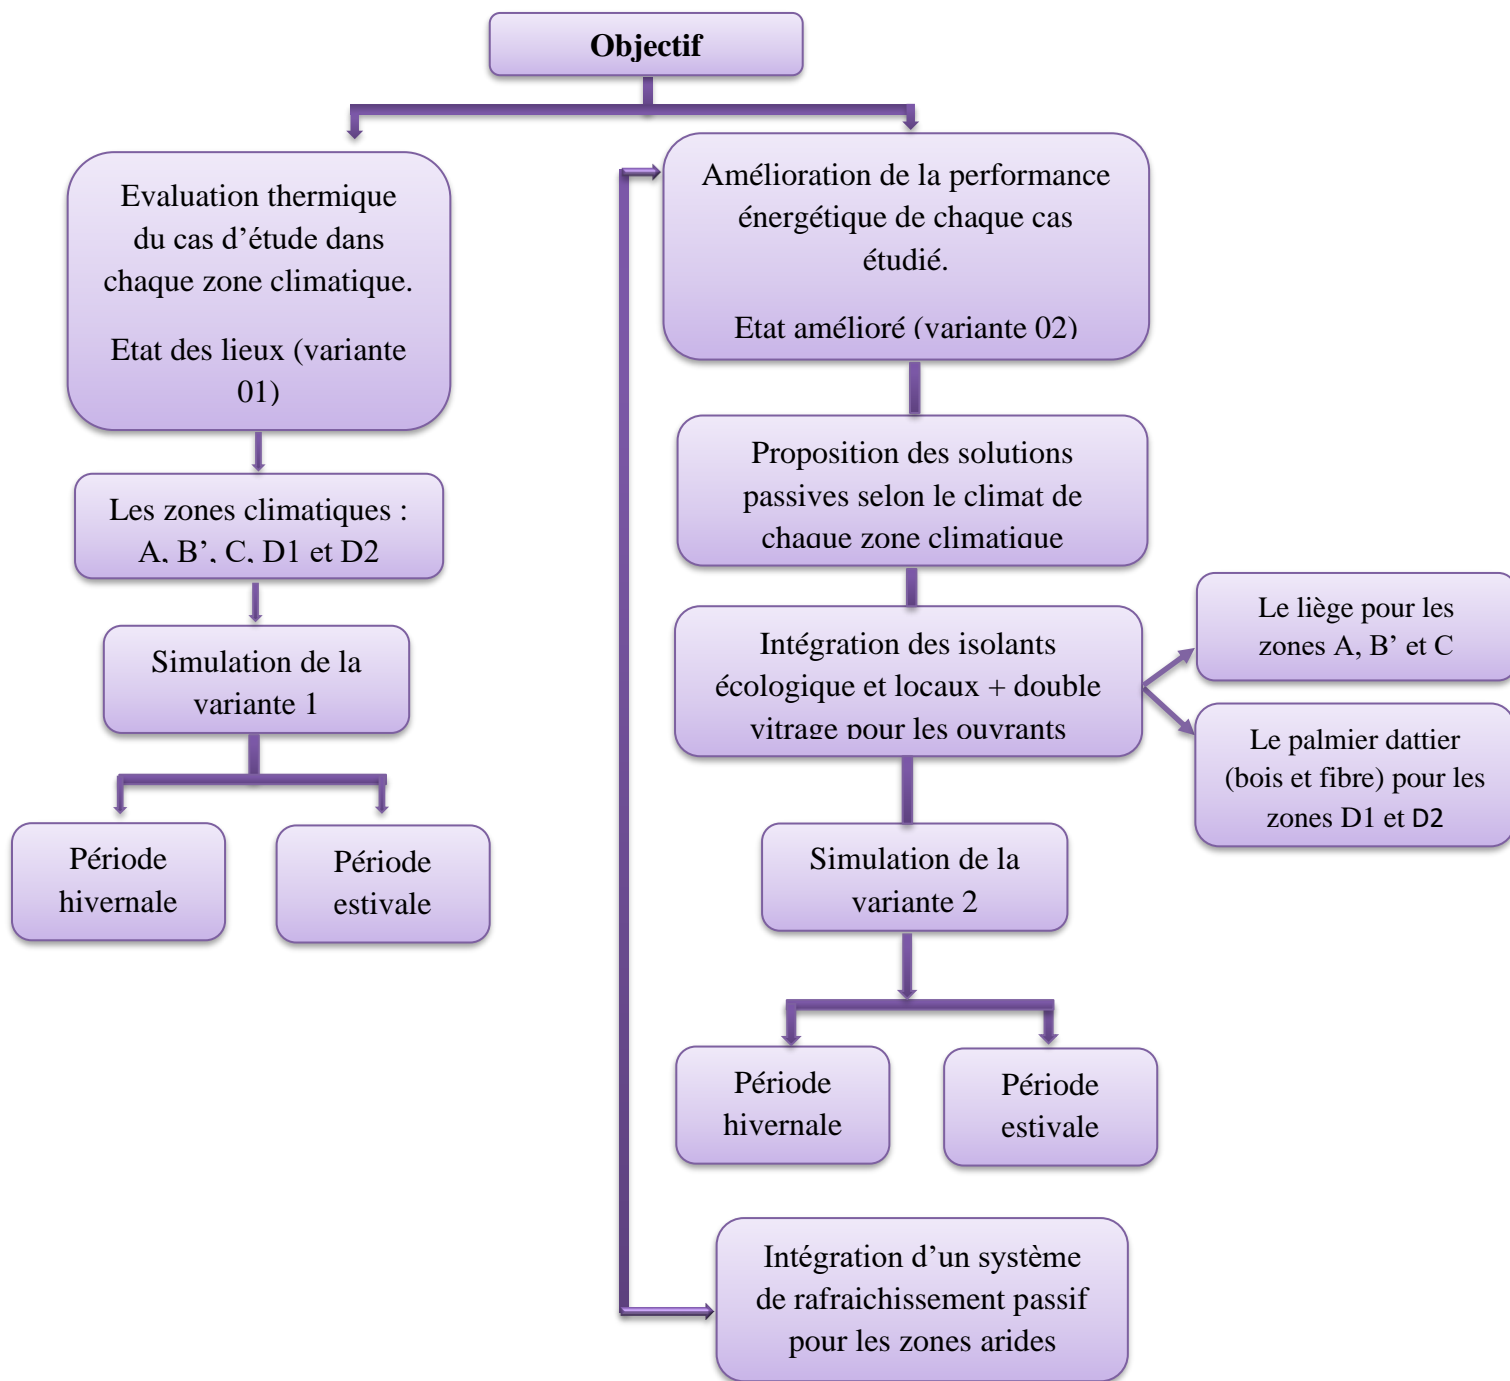 Objectif
Evaluation thermique
du cas d’étude dans
chaque zone climatique.
Etat des lieux (variante
01)
Les zones climatiques :
A, B’, C, D1 et D2
Simulation de la
variante 1
Période
hivernale
Période
estivale
Amélioration de la performance
énergétique de chaque cas
étudié.
Etat amélioré (variante 02)
Proposition des solutions
passives selon le climat de
chaque zone climatique
Intégration des isolants
écologique et locaux + double
vitrage pour les ouvrants
Le liège pour les
zones A, B’ et C
Le palmier dattier
(bois et fibre) pour les
zones D1 et D2
Simulation de la
variante 2
Période
hivernale
Période
estivale
Intégration d’un système
de rafraichissement passif
pour les zones arides